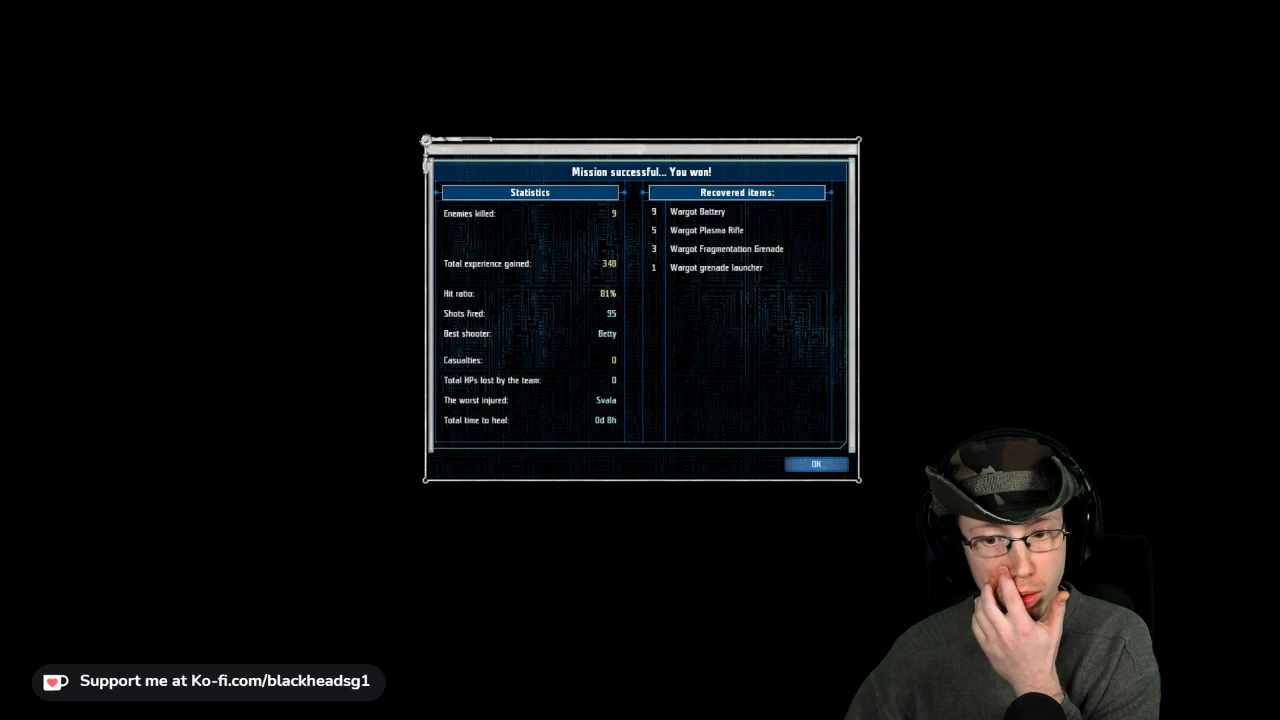 Mission successful... You won!
Statistics
Enemies killed: 9
Total experience gained: 348
Hit ratio: 81%
Shots fired: 95
Best shooter: Betty
Casualties: 0
Total HPs lost by the team: 0
The worst injured: Svala
Total time to heal: 0d 8h
Recovered items:
9 Wargot Battery
5 Wargot Plasma Rifle
3 Wargot Fragmentation Grenade
1 Wargot grenade launcher
OK
Support me at Ko-fi.com/blackheadsg1